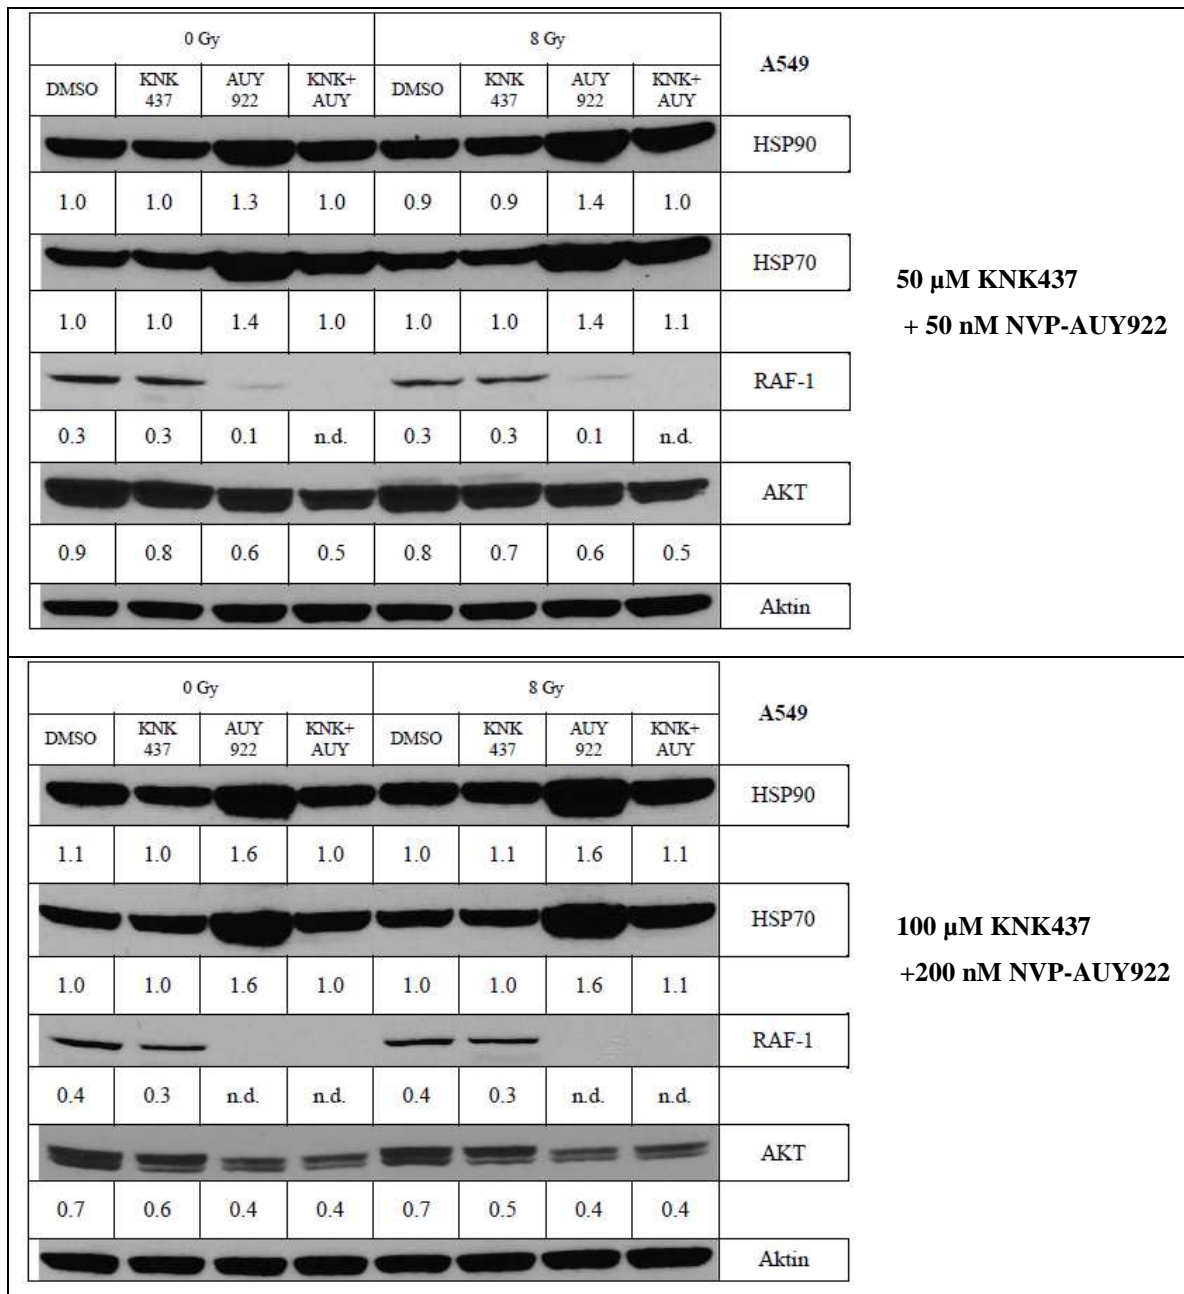 0 Gy 8 Gy A549
DMSO KNK 437 AUY 922 KNK+ AUY DMSO KNK 437 AUY 922 KNK+ AUY
HSP90
1.0 1.0 1.3 1.0 0.9 0.9 1.4 1.0
HSP70
1.0 1.0 1.4 1.0 1.0 1.0 1.4 1.1
50 µM KNK437
+ 50 nM NVP-AUY922
RAF-1
0.3 0.3 0.1 n.d. 0.3 0.3 0.1 n.d.
AKT
0.9 0.8 0.6 0.5 0.8 0.7 0.6 0.5
Aktin
0 Gy 8 Gy A549
DMSO KNK 437 AUY 922 KNK+ AUY DMSO KNK 437 AUY 922 KNK+ AUY
HSP90
1.1 1.0 1.6 1.0 1.0 1.1 1.6 1.1
HSP70
1.0 1.0 1.6 1.0 1.0 1.0 1.6 1.1
100 µM KNK437
+200 nM NVP-AUY922
RAF-1
0.4 0.3 n.d. n.d. 0.4 0.3 n.d. n.d.
AKT
0.7 0.6 0.4 0.4 0.7 0.5 0.4 0.4
Aktin